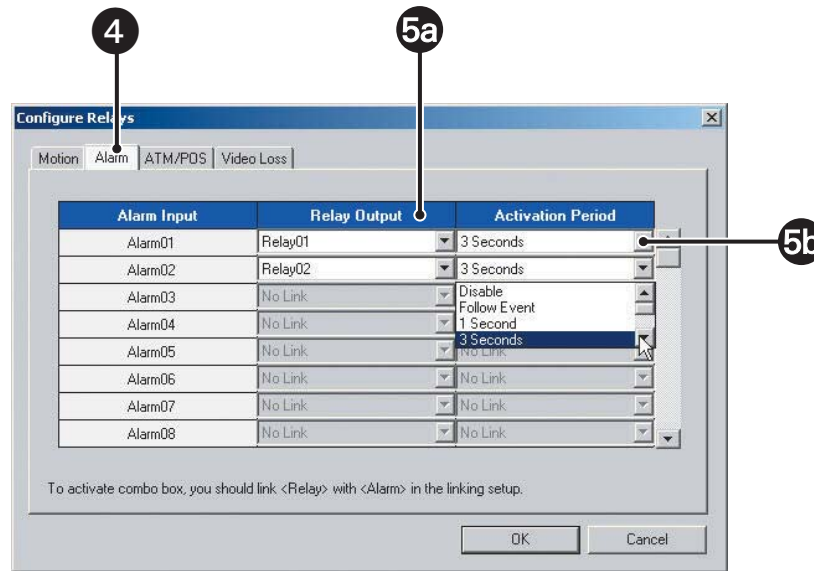 4
5a
Configure Relays
Motion Alarm ATM/POS Video Loss
Alarm Input Relay Output Activation Period
Alarm01 Relay01 3 Seconds
5b
Alarm02 Relay02 3 Seconds
Alarm03 No Link Disable
Follow Event
Alarm04 No Link 1 Second
3 Seconds
Alarm05 No Link No Link
Alarm06 No Link No Link
Alarm07 No Link No Link
Alarm08 No Link No Link
To activate combo box, you should link <Relay> with <Alarm> in the linking setup.
OK Cancel